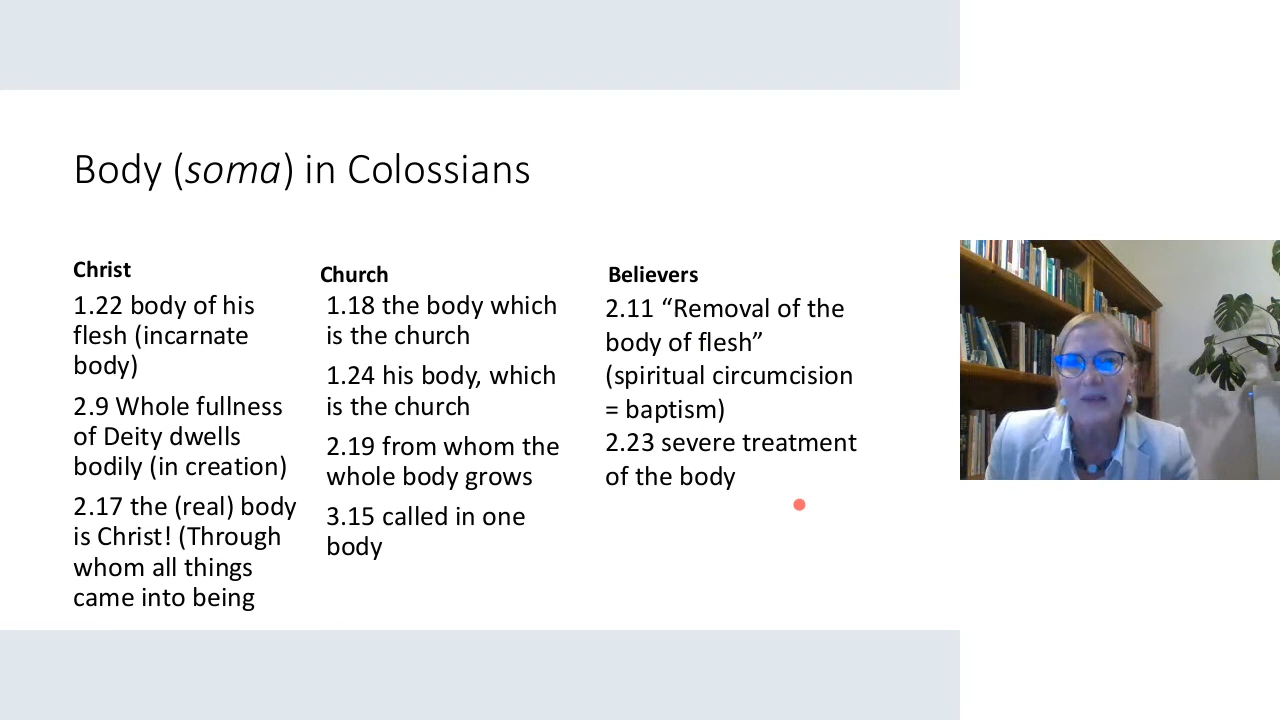 Body (soma) in Colossians
Christ
1.22 body of his
flesh (incarnate
body)
2.9 Whole fullness
of Deity dwells
bodily (in creation)
2.17 the (real) body
is Christ! (Through
whom all things
came into being
Church
1.18 the body which
is the church
1.24 his body, which
is the church
2.19 from whom the
whole body grows
3.15 called in one
body
Believers
2.11 “Removal of the
body of flesh”
(spiritual circumcision
= baptism)
2.23 severe treatment
of the body